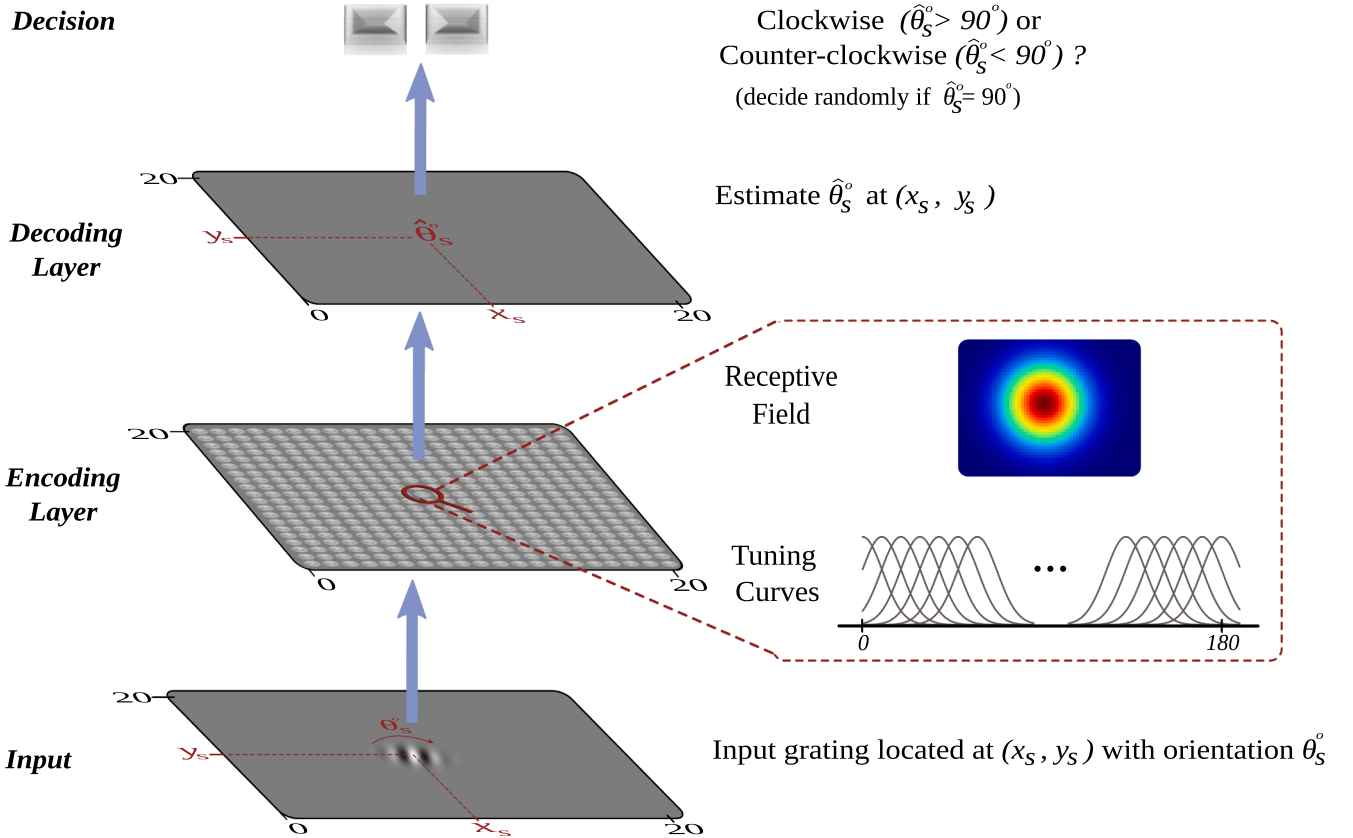 Decision
Clockwise (θ̂s°> 90°) or
Counter-clockwise (θ̂s°< 90°) ?
(decide randomly if θ̂s°= 90°)
20
Estimate θ̂s° at (xs, ys)
Decoding
Layer
ys
θ̂s°
0
xs
20
Receptive
Field
20
Encoding
Layer
0
20
Tuning
Curves
...
0
180
20
θs°
Input
ys
Input grating located at (xs, ys) with orientation θs°
0
xs
20